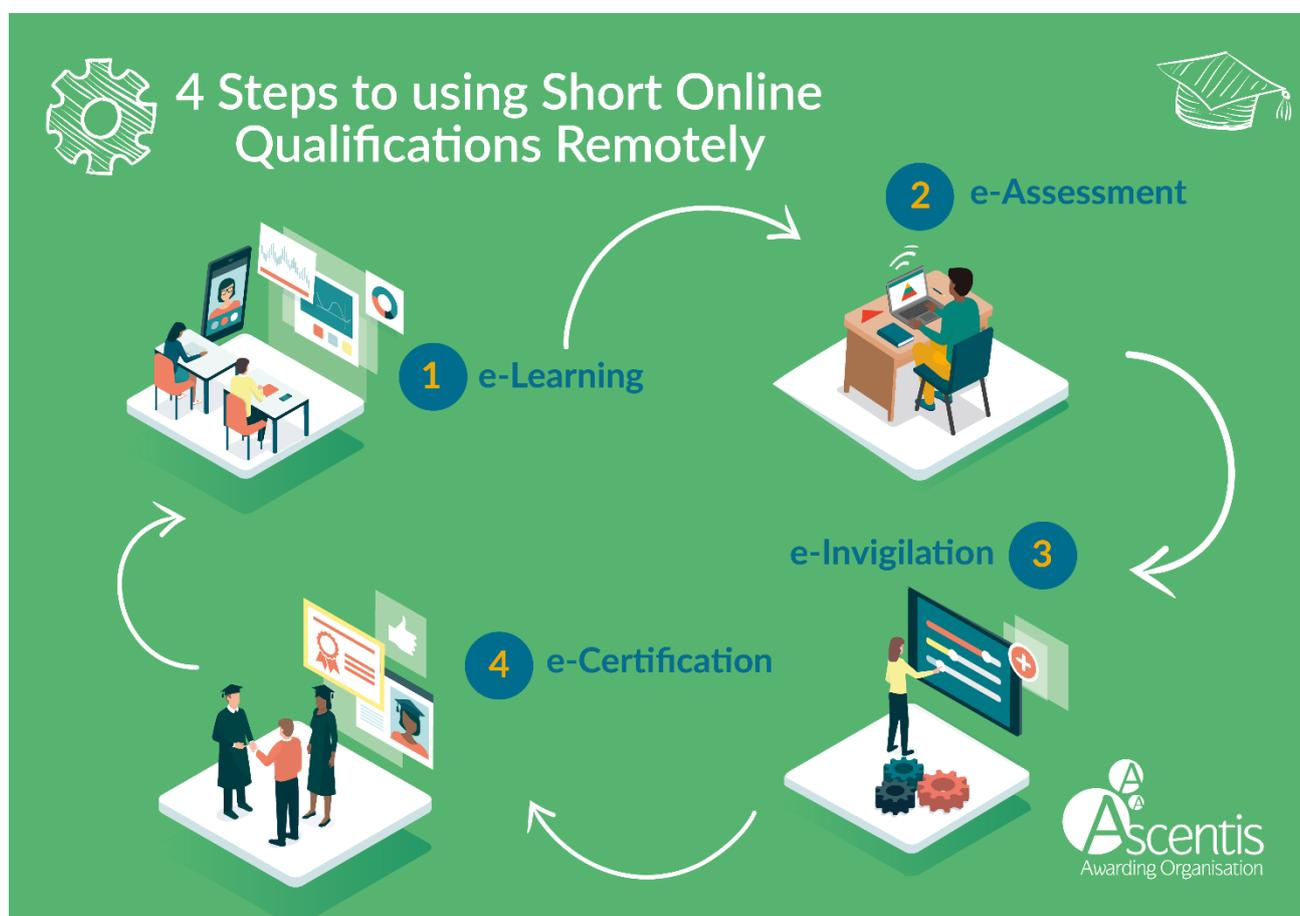 4 Steps to using Short Online
Qualifications Remotely
2 e-Assessment
1 e-Learning
e-Invigilation 3
4 e-Certification
A
A
Ascentis
Awarding Organisation